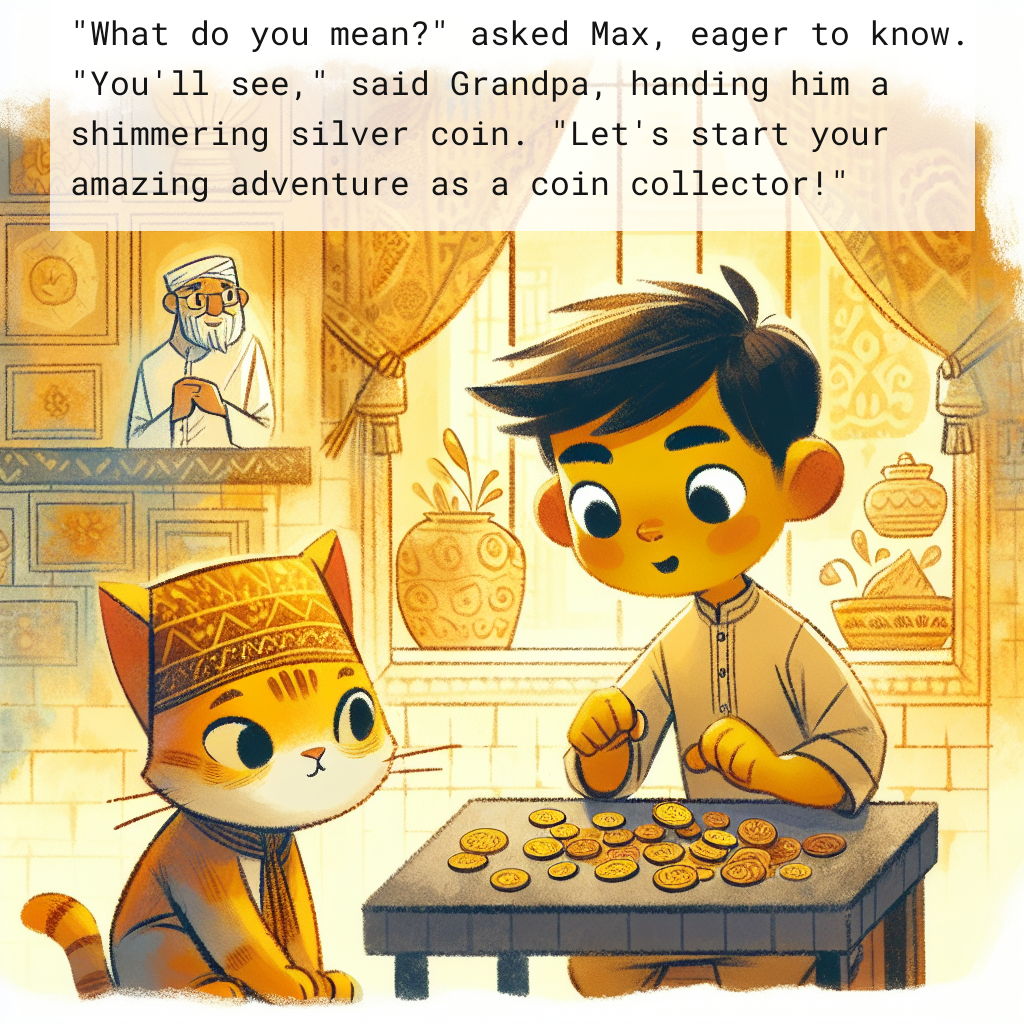 "What do you mean?" asked Max, eager to know.
"You'll see," said Grandpa, handing him a
shimmering silver coin. "Let's start your
amazing adventure as a coin collector!"